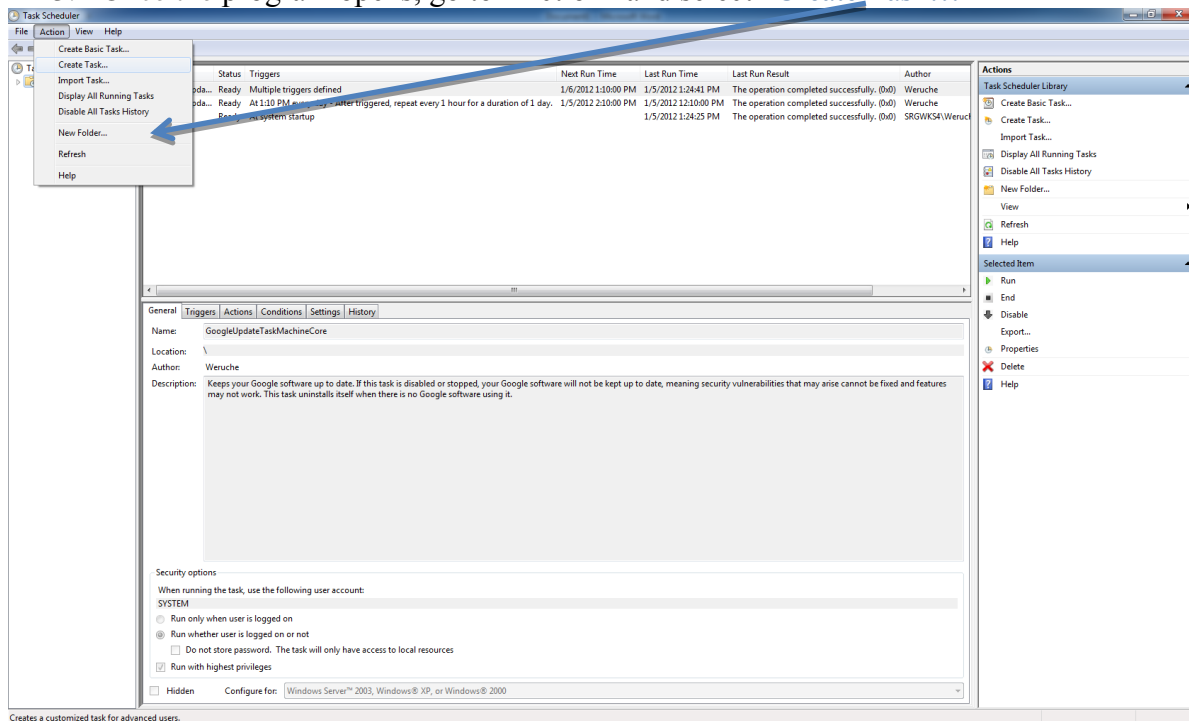 Task Scheduler
File Action View Help
Create Basic Task...
Create Task...
Import Task...
Display All Running Tasks
Disable All Tasks History
New Folder...
Refresh
Help
Status Triggers Next Run Time Last Run Time Last Run Result Author
Ready Multiple triggers defined 1/6/2012 1:10:00 PM 1/5/2012 1:24:41 PM The operation completed successfully. (0x0) Weruche
Ready At 1:10 PM every day - After triggered, repeat every 1 hour for a duration of 1 day. 1/5/2012 2:10:00 PM 1/5/2012 12:10:00 PM The operation completed successfully. (0x0) Weruche
Ready At system startup 1/5/2012 1:24:25 PM The operation completed successfully. (0x0)
Actions
Task Scheduler Library
Create Basic Task...
Create Task...
Import Task...
Display All Running Tasks
Disable All Tasks History
New Folder...
View
Refresh
Help
Selected Item
Run
End
Disable
Export...
Properties
Delete
Help
General Triggers Actions Conditions Settings History
Name: GoogleUpdateTaskMachineCore
Location: \
Author: Weruche
Description: Keeps your Google software up to date. If this task is disabled or stopped, your Google software will not be kept up to date, meaning security vulnerabilities that may arise cannot be fixed and features
may not work. This task uninstalls itself when there is no Google software using it.
Security options
When running the task, use the following user account:
SYSTEM
Run only when user is logged on
Run whether user is logged on or not
Do not store password. The task will only have access to local resources
Run with highest privileges
Hidden Configure for: Windows Server™ 2003, Windows® XP, or Windows® 2000
Creates a customized task for advanced users.